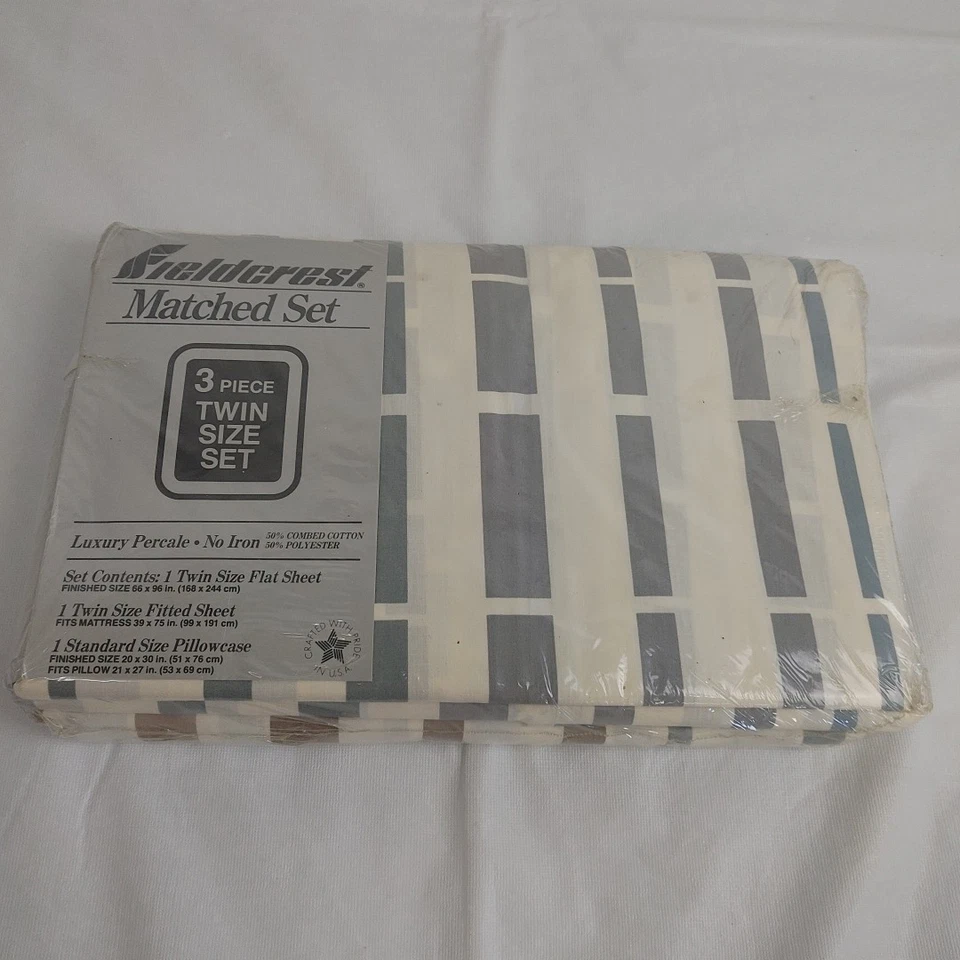 Fieldcrest®
Matched Set
3 PIECE
TWIN
SIZE
SET
Luxury Percale • No Iron 50% COMBED COTTON
50% POLYESTER
Set Contents: 1 Twin Size Flat Sheet
FINISHED SIZE 66 x 96 in. (168 x 244 cm)
1 Twin Size Fitted Sheet
FITS MATTRESS 39 x 75 in. (99 x 191 cm)
1 Standard Size Pillowcase
FINISHED SIZE 20 x 30 in. (51 x 76 cm)
FITS PILLOW 21 x 27 in. (53 x 69 cm)
CRAFTED WITH PRIDE
IN U.S.A.